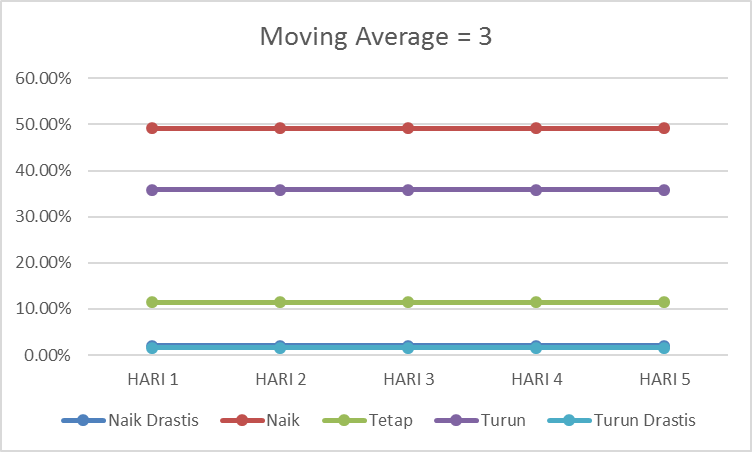 Moving Average = 3
60.00%
50.00%
40.00%
30.00%
20.00%
10.00%
0.00%
HARI 1 HARI 2 HARI 3 HARI 4 HARI 5
Naik Drastis Naik Tetap Turun Turun Drastis